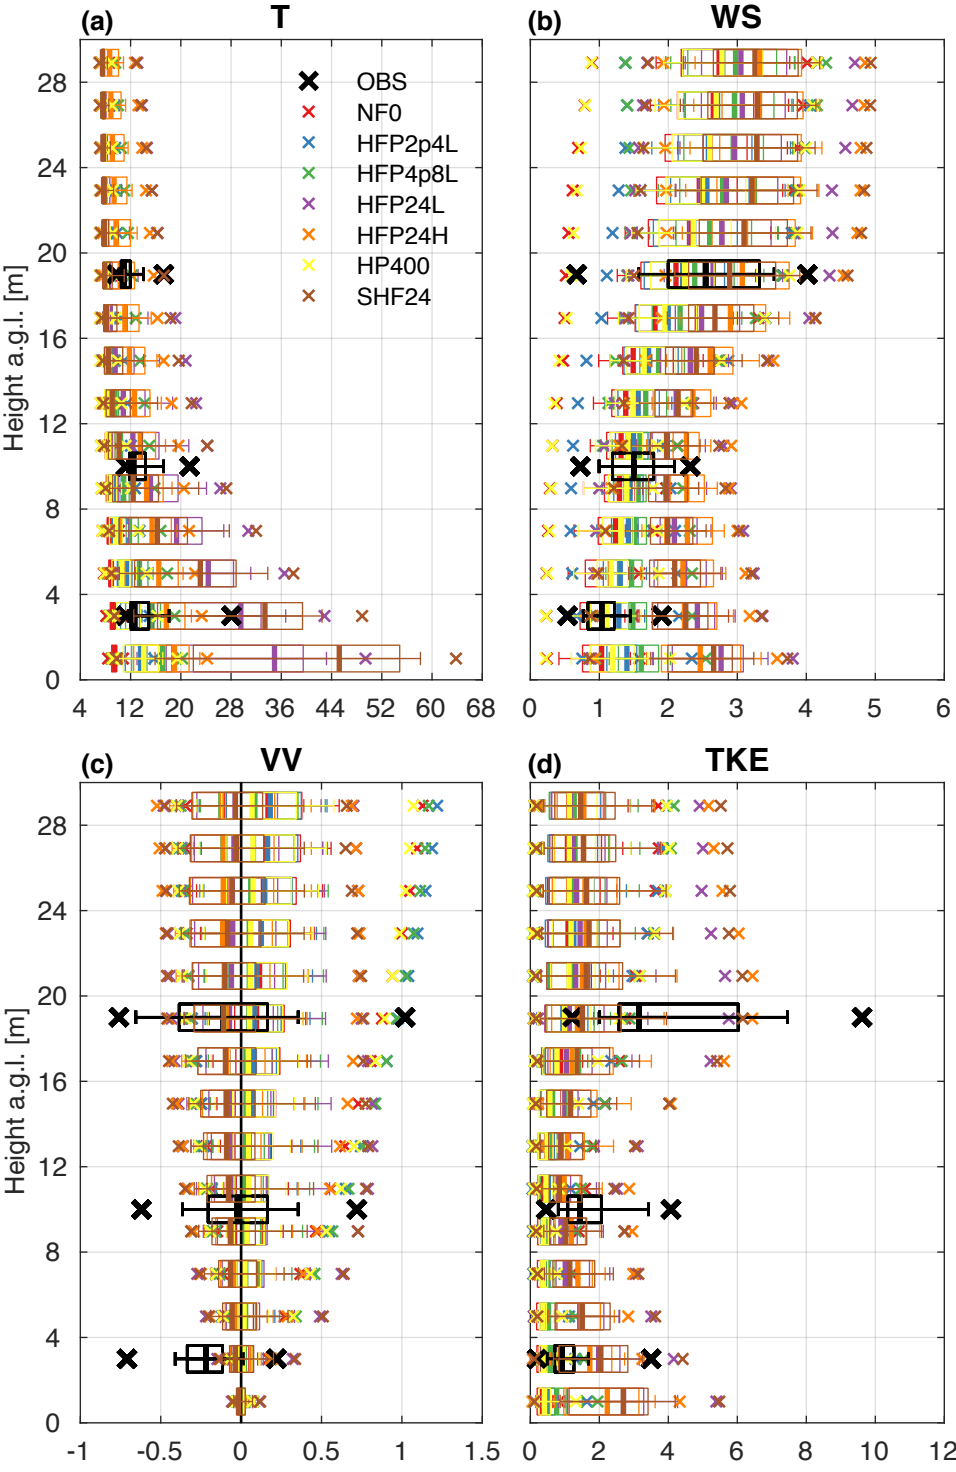 (a) T
(b) WS
Height a.g.l. [m]
28
24
20
16
12
8
4
0
4 12 20 28 36 44 52 60 68
0 1 2 3 4 5 6
OBS
NF0
HFP2p4L
HFP4p8L
HFP24L
HFP24H
HP400
SHF24
(c) VV
(d) TKE
Height a.g.l. [m]
28
24
20
16
12
8
4
0
-1 -0.5 0 0.5 1 1.5
0 2 4 6 8 10 12